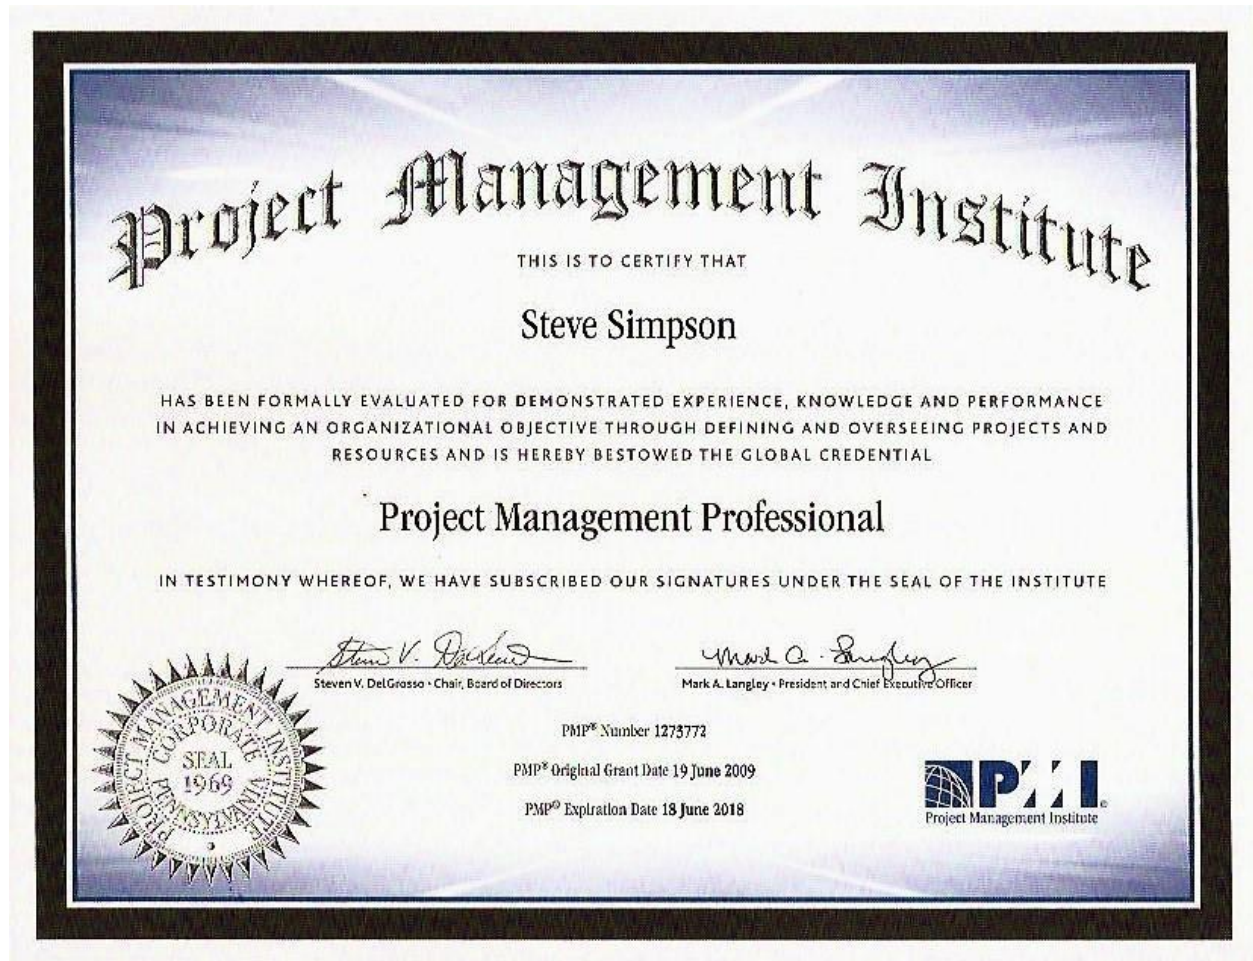 Project Management Institute
THIS IS TO CERTIFY THAT
Steve Simpson
HAS BEEN FORMALLY EVALUATED FOR DEMONSTRATED EXPERIENCE, KNOWLEDGE AND PERFORMANCE
IN ACHIEVING AN ORGANIZATIONAL OBJECTIVE THROUGH DEFINING AND OVERSEEING PROJECTS AND
RESOURCES AND IS HEREBY BESTOWED THE GLOBAL CREDENTIAL
Project Management Professional
IN TESTIMONY WHEREOF, WE HAVE SUBSCRIBED OUR SIGNATURES UNDER THE SEAL OF THE INSTITUTE
Steven V. DelGrosso • Chair, Board of Directors
Mark A. Langley • President and Chief Executive Officer
PROJECT MANAGEMENT INSTITUTE
CORPORATE
SEAL
1969
PENNSYLVANIA
PMP® Number 1273772
PMP® Original Grant Date 19 June 2009
PMP® Expiration Date 18 June 2018
PMI®
Project Management Institute